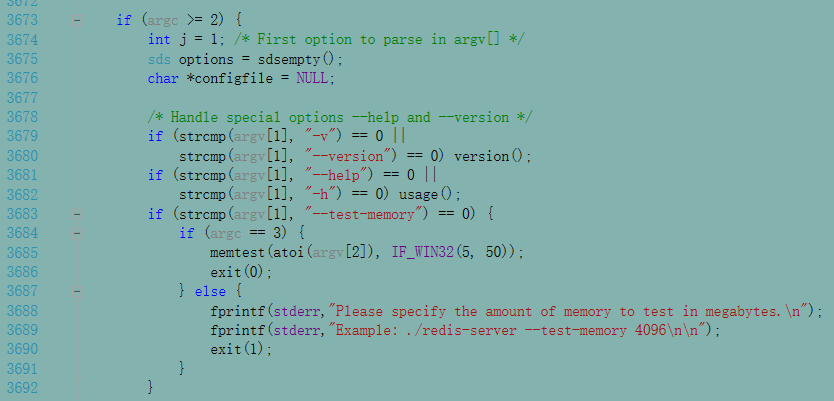 3672
3673 - if (argc >= 2) {
3674 int j = 1; /* First option to parse in argv[] */
3675 sds options = sdsempty();
3676 char *configfile = NULL;
3677
3678 /* Handle special options --help and --version */
3679 if (strcmp(argv[1], "-v") == 0 ||
3680 strcmp(argv[1], "--version") == 0) version();
3681 if (strcmp(argv[1], "--help") == 0 ||
3682 strcmp(argv[1], "-h") == 0) usage();
3683 - if (strcmp(argv[1], "--test-memory") == 0) {
3684 - if (argc == 3) {
3685 memtest(atoi(argv[2]), IF_WIN32(5, 50));
3686 exit(0);
3687 - } else {
3688 fprintf(stderr,"Please specify the amount of memory to test in megabytes.\n");
3689 fprintf(stderr,"Example: ./redis-server --test-memory 4096\n\n");
3690 exit(1);
3691 }
3692 }